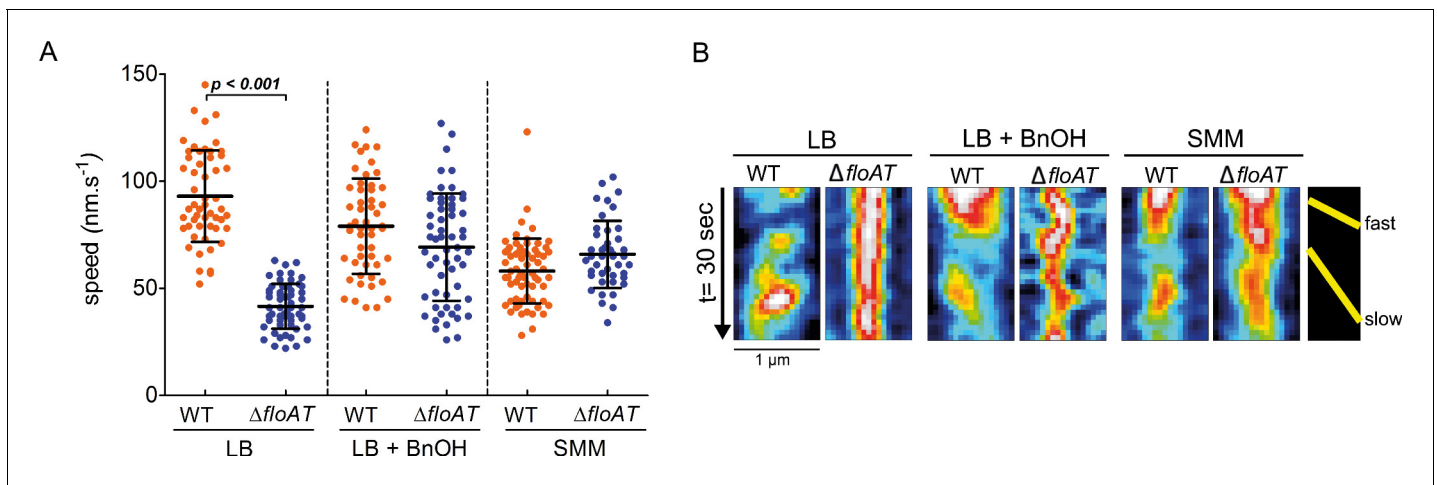 A
B
150
100
50
0
speed (nm.s⁻¹)
p < 0.001
WT ΔfloAT WT ΔfloAT WT ΔfloAT
LB LB + BnOH SMM
LB LB + BnOH SMM
WT ΔfloAT WT ΔfloAT WT ΔfloAT
t= 30 sec
fast
slow
1 µm